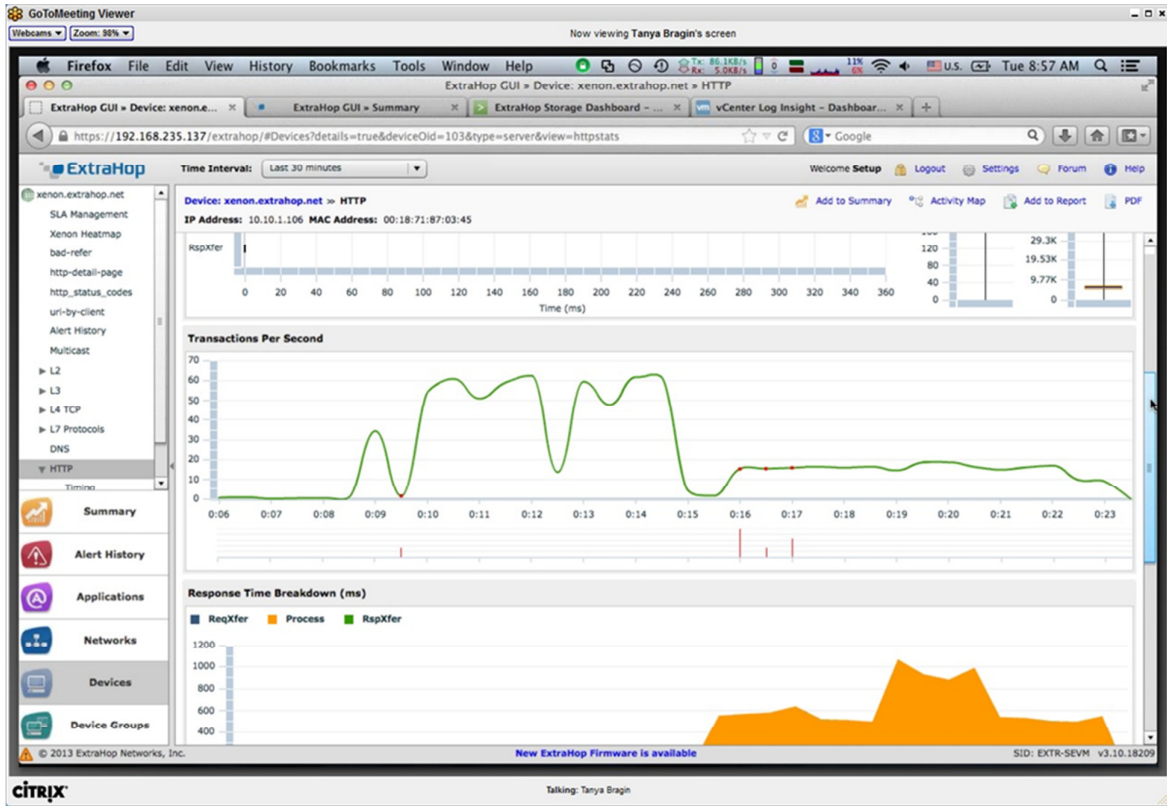 GoToMeeting Viewer
Webcams Zoom: 98% Now viewing Tanya Bragin's screen
Firefox File Edit View History Bookmarks Tools Window Help Tx: 86.1KB/s Rx: 5.0KB/s 11% 6% U.S. Tue 8:57 AM
ExtraHop GUI » Device: xenon.extrahop.net » HTTP
ExtraHop GUI » Device: xenon.e... ExtraHop GUI » Summary ExtraHop Storage Dashboard – ... vm vCenter Log Insight – Dashboar...
https://192.168.235.137/extrahop/#Devices?details=true&deviceOid=103&type=server&view=httpstats Google
ExtraHop Time Interval: Last 30 minutes Welcome Setup Logout Settings Forum Help
xenon.extrahop.net
SLA Management
Xenon Heatmap
bad-refer
http-detail-page
http_status_codes
uri-by-client
Alert History
Multicast
L2
L3
L4 TCP
L7 Protocols
DNS
HTTP
Timing
Summary
Alert History
Applications
Networks
Devices
Device Groups
Device: xenon.extrahop.net » HTTP Add to Summary Activity Map Add to Report PDF
IP Address: 10.10.1.106 MAC Address: 00:18:71:87:03:45
RspXfer
0 20 40 60 80 100 120 140 160 180 200 220 240 260 280 300 320 340 360
Time (ms)
120
80
40
0
29.3K
19.53K
9.77K
0
Transactions Per Second
70
60
50
40
30
20
10
0
0:06 0:07 0:08 0:09 0:10 0:11 0:12 0:13 0:14 0:15 0:16 0:17 0:18 0:19 0:20 0:21 0:22 0:23
Response Time Breakdown (ms)
ReqXfer Process RspXfer
1200
1000
800
600
400
© 2013 ExtraHop Networks, Inc. New ExtraHop Firmware is available SID: EXTR-SEVM v3.10.18209
CITRIX Talking: Tanya Bragin